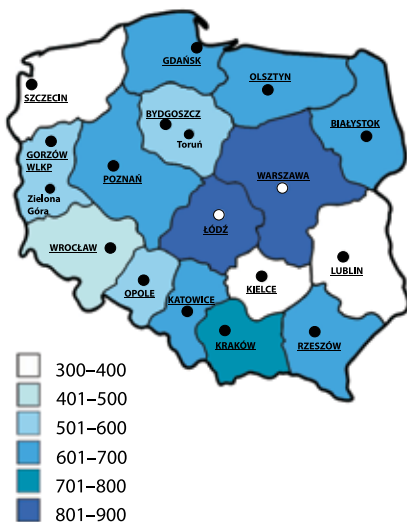 GDAŃSK
OLSZTYN
SZCZECIN
BYDGOSZCZ
BIAŁYSTOK
Toruń
GORZÓW
WLKP
POZNAŃ
WARSZAWA
Zielona
Góra
ŁÓDŹ
WROCŁAW
LUBLIN
OPOLE
KIELCE
KATOWICE
KRAKÓW
RZESZÓW
300–400
401–500
501–600
601–700
701–800
801–900